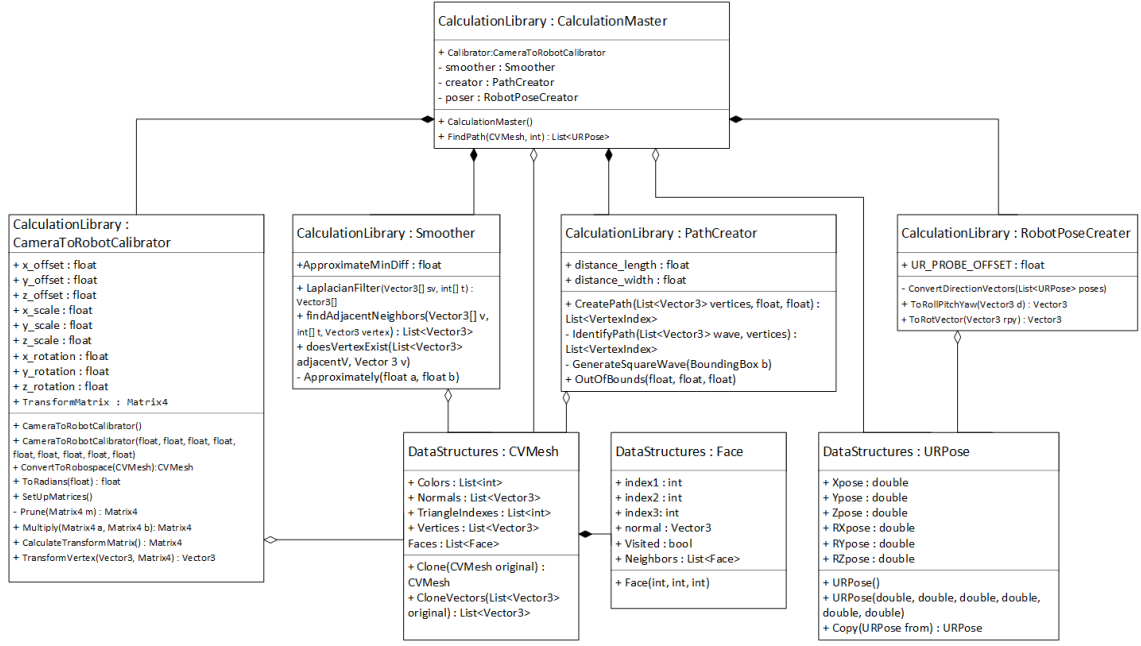 CalculationLibrary : CalculationMaster
+ Calibrator:CameraToRobotCalibrator
- smoother : Smoother
- creator : PathCreator
- poser : RobotPoseCreator
+ CalculationMaster()
+ FindPath(CVMesh, int) : List<URPose>
CalculationLibrary :
CameraToRobotCalibrator
+ x_offset : float
+ y_offset : float
+ z_offset : float
+ x_scale : float
+ y_scale : float
+ z_scale : float
+ x_rotation : float
+ y_rotation : float
+ z_rotation : float
+ TransformMatrix : Matrix4
+ CameraToRobotCalibrator()
+ CameraToRobotCalibrator(float, float, float, float,
float, float, float, float, float)
+ ConvertToRobospace(CVMesh):CVMesh
+ ToRadians(float) : float
+ SetUpMatrices()
- Prune(Matrix4 m) : Matrix4
+ Multiply(Matrix4 a, Matrix4 b): Matrix4
+ CalculateTransformMatrix() : Matrix4
+ TransformVertex(Vector3, Matrix4) : Vector3
CalculationLibrary : Smoother
+ApproximateMinDiff : float
+ LaplacianFilter(Vector3[] sv, int[] t) :
Vector3[]
+ findAdjacentNeighbors(Vector3[] v,
int[] t, Vector3 vertex) : List<Vector3>
+ doesVertexExist(List<Vector3>
adjacentV, Vector 3 v)
- Approximately(float a, float b)
CalculationLibrary : PathCreator
+ distance_length : float
+ distance_width : float
+ CreatePath(List<Vector3> vertices, float, float) :
List<VertexIndex>
- IdentifyPath(List<Vector3> wave, vertices) :
List<VertexIndex>
- GenerateSquareWave(BoundingBox b)
+ OutOfBounds(float, float, float)
CalculationLibrary : RobotPoseCreater
+ UR_PROBE_OFFSET : float
- ConvertDirectionVectors(List<URPose> poses)
+ ToRollPitchYaw(Vector3 d) : Vector3
+ ToRotVector(Vector3 rpy) : Vector3
DataStructures : CVMesh
+ Colors : List<int>
+ Normals : List<Vector3>
+ TriangleIndexes : List<int>
+ Vertices : List<Vector3>
Faces : List<Face>
+ Clone(CVMesh original) :
CVMesh
+ CloneVectors(List<Vector3>
original) : List<Vector3>
DataStructures : Face
+ index1 : int
+ index2 : int
+ index3 : int
+ normal : Vector3
+ Visited : bool
+ Neighbors : List<Face>
+ Face(int, int, int)
DataStructures : URPose
+ Xpose : double
+ Ypose : double
+ Zpose : double
+ RXpose : double
+ RYpose : double
+ RZpose : double
+ URPose()
+ URPose(double, double, double, double,
double, double)
+ Copy(URPose from) : URPose